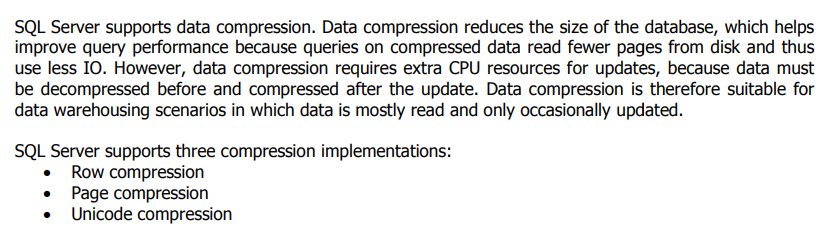 SQL Server supports data compression. Data compression reduces the size of the database, which helps
improve query performance because queries on compressed data read fewer pages from disk and thus
use less IO. However, data compression requires extra CPU resources for updates, because data must
be decompressed before and compressed after the update. Data compression is therefore suitable for
data warehousing scenarios in which data is mostly read and only occasionally updated.
SQL Server supports three compression implementations:
• Row compression
• Page compression
• Unicode compression